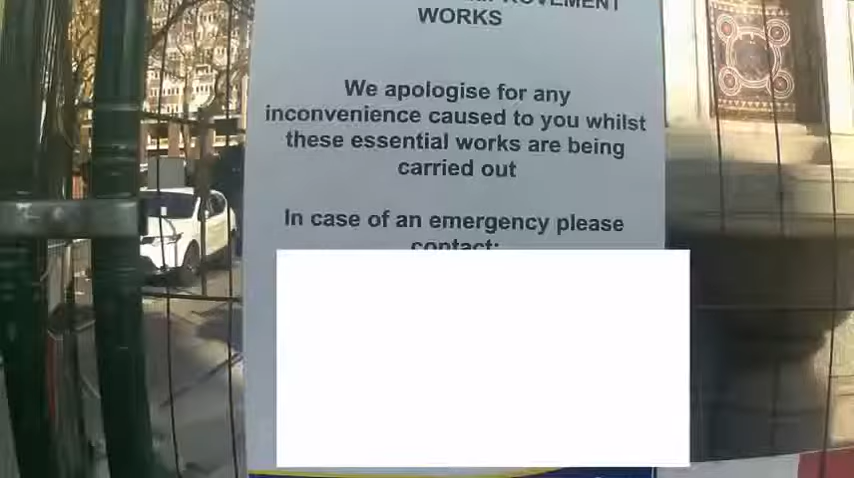 WORKS
We apologise for any
inconvenience caused to you whilst
these essential works are being
carried out
In case of an emergency please
contact: